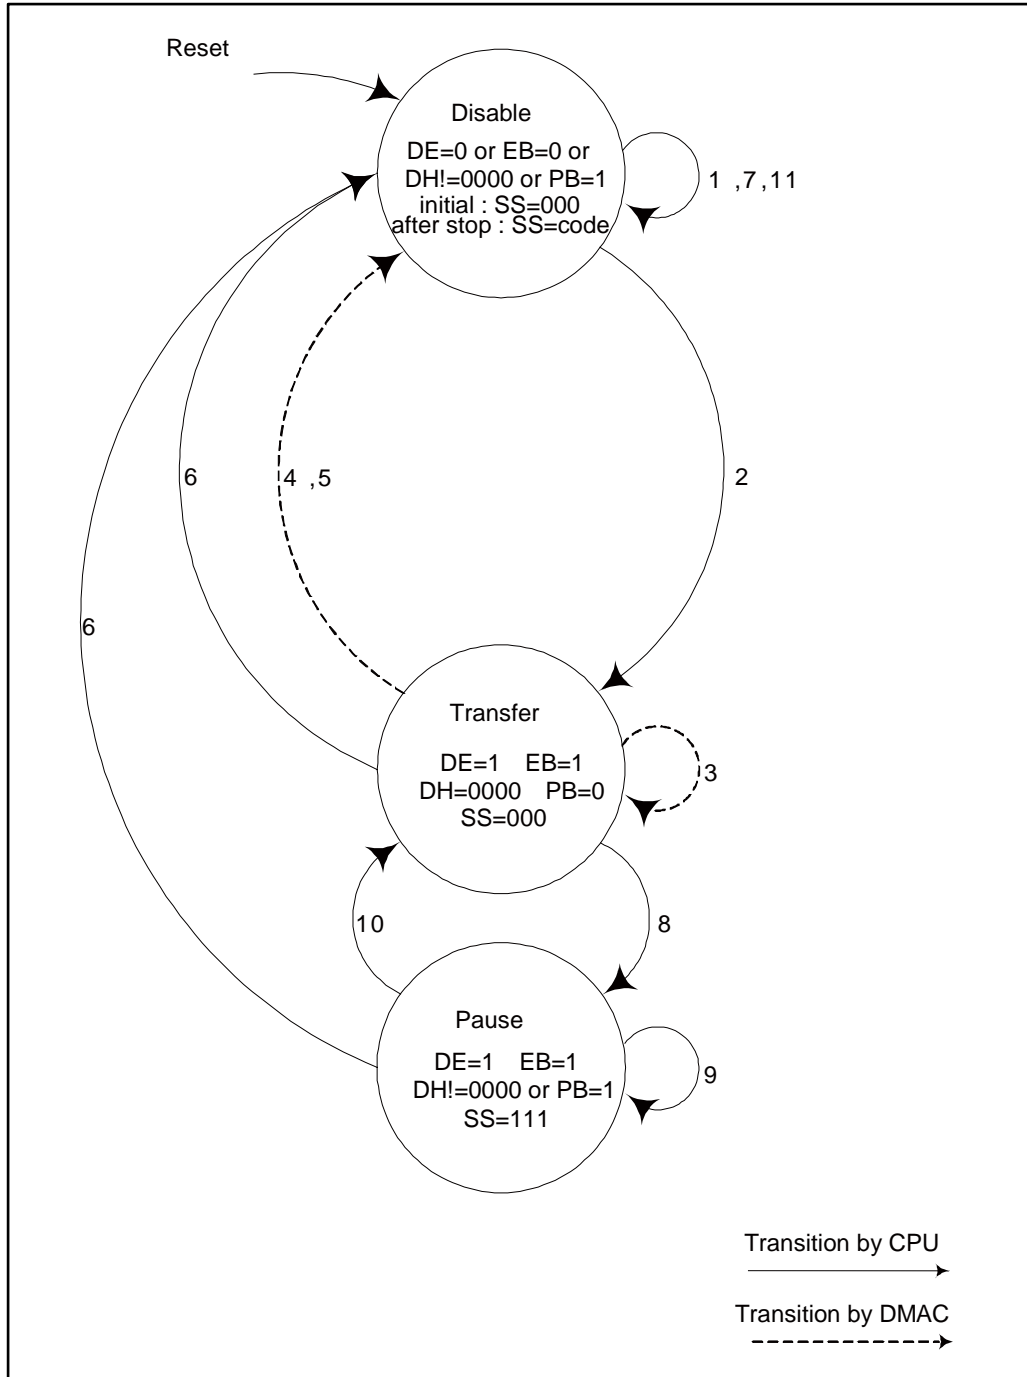 Reset
Disable
DE=0 or EB=0 or
DH!=0000 or PB=1
initial : SS=000
after stop : SS=code
1 ,7,11
6
4 ,5
2
6
Transfer
DE=1 EB=1
DH=0000 PB=0
SS=000
3
10
8
Pause
DE=1 EB=1
DH!=0000 or PB=1
SS=111
9
Transition by CPU
Transition by DMAC